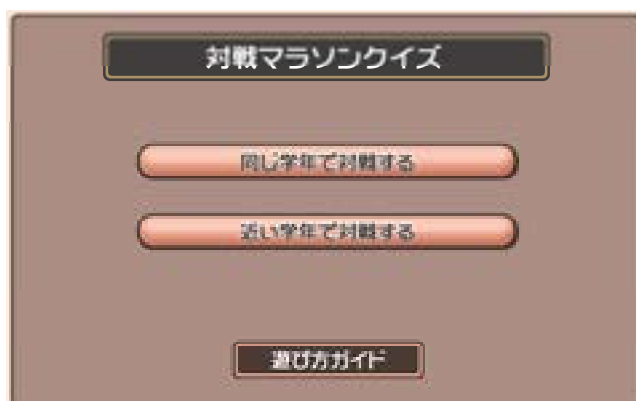 対戦マラソンクイズ
同じ学年で対戦する
近い学年で対戦する
遊び方ガイド